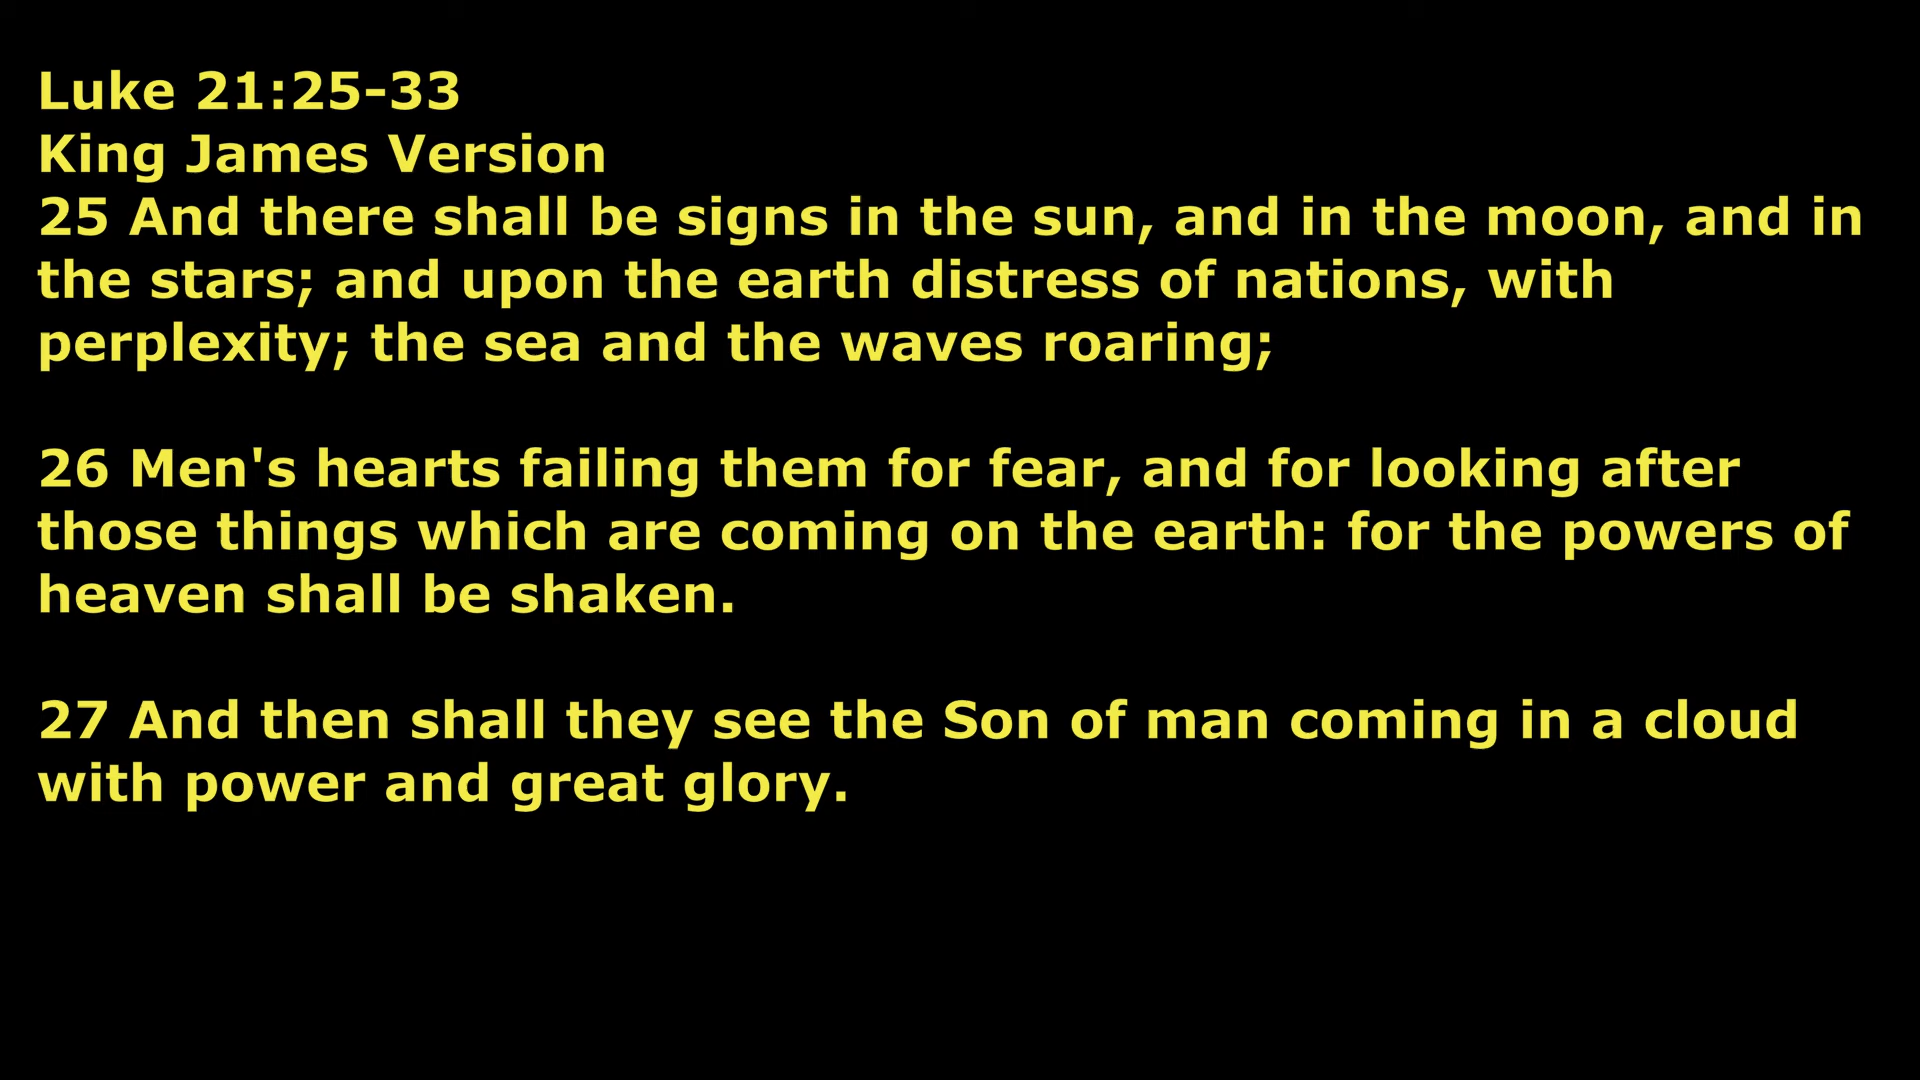 Luke 21:25-33
King James Version
25 And there shall be signs in the sun, and in the moon, and in
the stars; and upon the earth distress of nations, with
perplexity; the sea and the waves roaring;
26 Men's hearts failing them for fear, and for looking after
those things which are coming on the earth: for the powers of
heaven shall be shaken.
27 And then shall they see the Son of man coming in a cloud
with power and great glory.